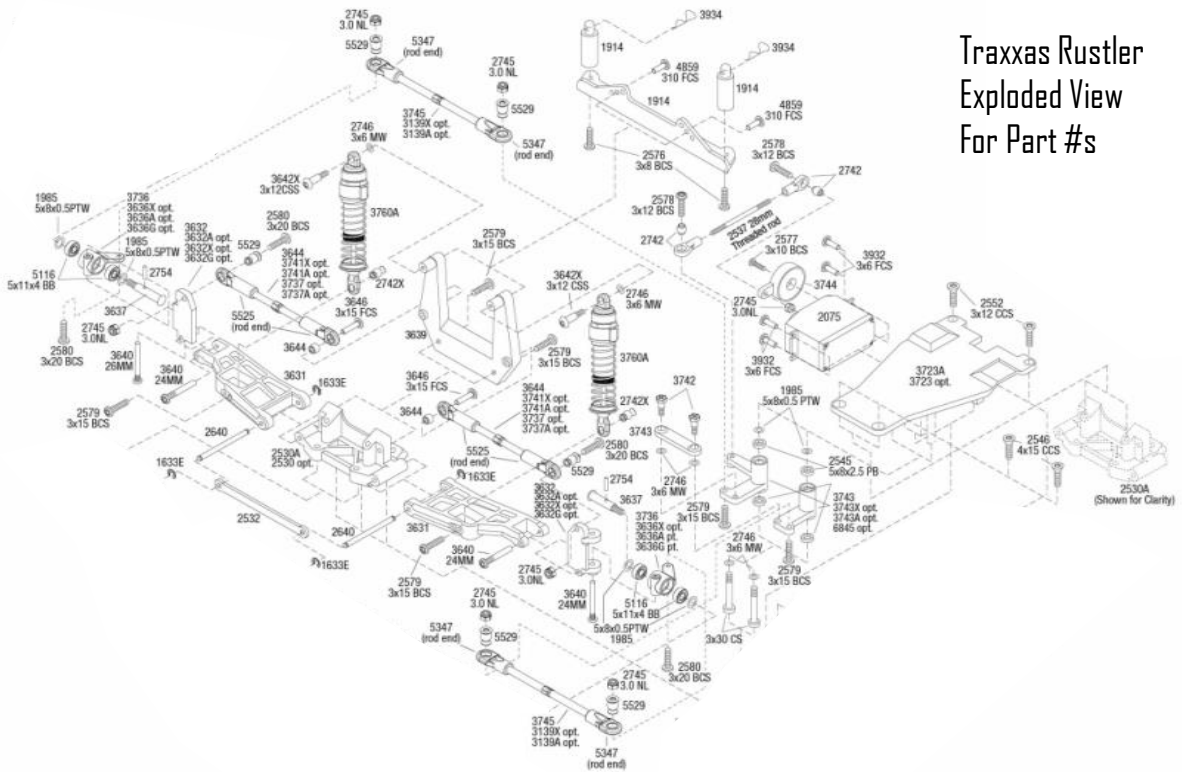 Traxxas Rustler
Exploded View
For Part #s
2745
3.0 NL
5529
5347
(rod end)
2745
3.0 NL
5529
5347
(rod end)
3745
3139X opt.
3139A opt.
2746
3x6 MW
3642X
3x12CSS
3760A
3934
1914
3934
4859
310 FCS
1914
1914
4859
310 FCS
2576
3x8 BCS
2578
3x12 BCS
2742
2578
3x12 BCS
2742
2537 28mm
Threaded rod
2577
3x10 BCS
3744
3932
3x6 FCS
2745
3.0NL
2075
3932
3x6 FCS
2552
3x12 CCS
3723A
3723 opt.
2546
4x15 CCS
2530A
(Shown for Clarity)
1985
5x8x0.5PTW
3736
3636X opt.
3636A opt.
3636G opt.
1985
5x8x0.5PTW
3632
3632A opt.
3632X opt.
3632G opt.
2580
3x20 BCS
5529
3644
3741X opt.
3741A opt.
3737 opt.
3737A opt.
5116
5x11x4 BB
2754
3637
2745
3.0NL
2580
3x20 BCS
3640
26MM
3640
24MM
5525
(rod end)
3644
3646
3x15 FCS
2742X
2579
3x15 BCS
3639
3642X
3x12 CSS
2746
3x6 MW
3760A
2579
3x15 BCS
3631
1633E
2579
3x15 BCS
2640
3646
3x15 FCS
3644
3644
3741X opt.
3741A opt.
3737 opt.
3737A opt.
2742X
3742
3743
1985
5x8x0.5 PTW
2545
5x8x2.5 PB
2530A
2530 opt.
5525
(rod end)
2580
3x20 BCS
5529
1633E
1633E
2532
2640
1633E
3631
3632
3632A opt.
3632X opt.
3632G opt.
2754
3637
3736
3636X opt.
3636A pt.
3636G pt.
2746
3x6 MW
2579
3x15 BCS
3743
3743X opt.
3743A opt.
6845 opt.
2746
3x6 MW
2579
3x15 BCS
3x30 CS
3640
24MM
2579
3x15 BCS
2745
3.0NL
3640
24MM
5116
5x11x4 BB
5x8x0.5PTW
1985
2580
3x20 BCS
2745
3.0 NL
5347
(rod end)
5529
2745
3.0 NL
5529
3745
3139X opt.
3139A opt.
5347
(rod end)